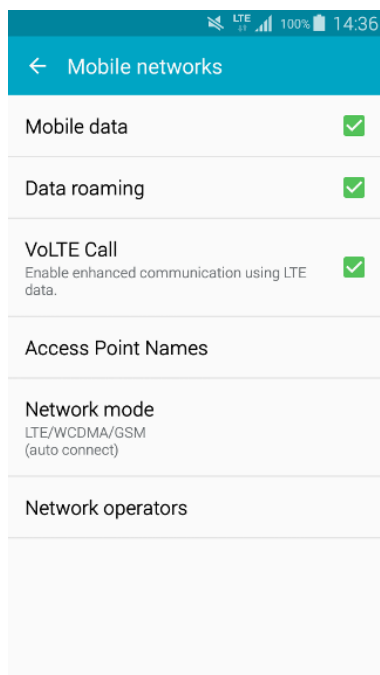 LTE 100% 14:36
Mobile networks
Mobile data
Data roaming
VoLTE Call
Enable enhanced communication using LTE
data.
Access Point Names
Network mode
LTE/WCDMA/GSM
(auto connect)
Network operators